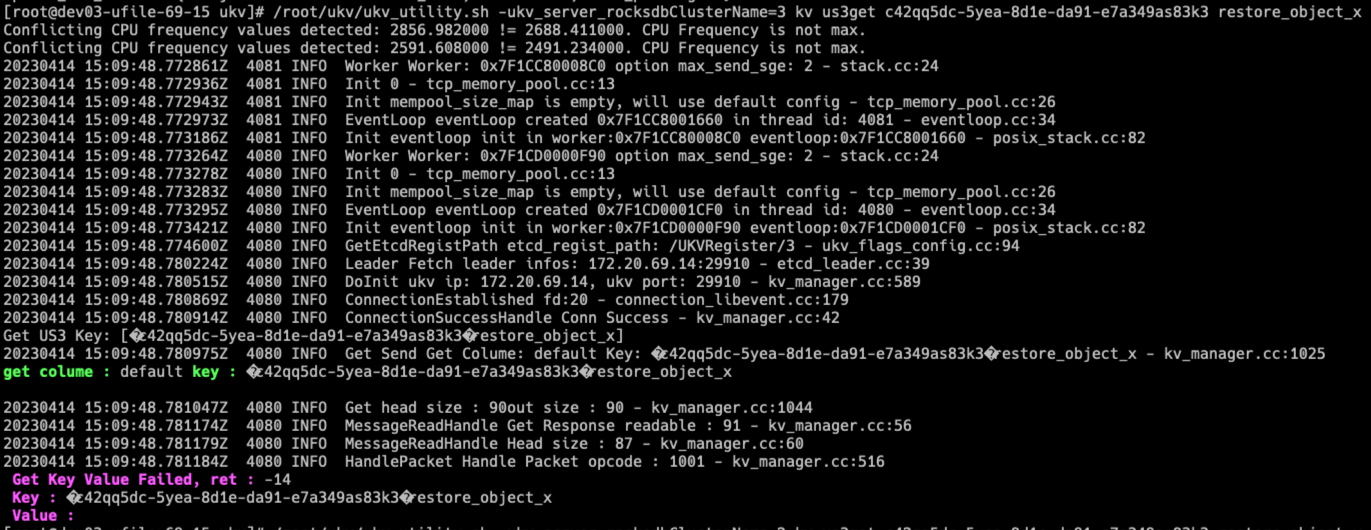 [root@dev03-ufile-69-15 ukv]# /root/ukv/ukv_utility.sh -ukv_server_rocksdbClusterName=3 kv us3get c42qq5dc-5yea-8d1e-da91-e7a349as83k3 restore_object_x
Conflicting CPU frequency values detected: 2856.982000 != 2688.411000. CPU Frequency is not max.
Conflicting CPU frequency values detected: 2591.608000 != 2491.234000. CPU Frequency is not max.
20230414 15:09:48.772861Z  4081 INFO  Worker Worker: 0x7F1CC80008C0 option max_send_sge: 2 - stack.cc:24
20230414 15:09:48.772936Z  4081 INFO  Init 0 - tcp_memory_pool.cc:13
20230414 15:09:48.772943Z  4081 INFO  Init mempool_size_map is empty, will use default config - tcp_memory_pool.cc:26
20230414 15:09:48.772973Z  4081 INFO  EventLoop eventLoop created 0x7F1CC8001660 in thread id: 4081 - eventloop.cc:34
20230414 15:09:48.773186Z  4081 INFO  Init eventloop init in worker:0x7F1CC80008C0 eventloop:0x7F1CC8001660 - posix_stack.cc:82
20230414 15:09:48.773264Z  4080 INFO  Worker Worker: 0x7F1CD0000F90 option max_send_sge: 2 - stack.cc:24
20230414 15:09:48.773278Z  4080 INFO  Init 0 - tcp_memory_pool.cc:13
20230414 15:09:48.773283Z  4080 INFO  Init mempool_size_map is empty, will use default config - tcp_memory_pool.cc:26
20230414 15:09:48.773295Z  4080 INFO  EventLoop eventLoop created 0x7F1CD0001CF0 in thread id: 4080 - eventloop.cc:34
20230414 15:09:48.773421Z  4080 INFO  Init eventloop init in worker:0x7F1CD0000F90 eventloop:0x7F1CD0001CF0 - posix_stack.cc:82
20230414 15:09:48.774600Z  4080 INFO  GetEtcdRegistPath etcd_regist_path: /UKVRegister/3 - ukv_flags_config.cc:94
20230414 15:09:48.780224Z  4080 INFO  Leader Fetch leader infos: 172.20.69.14:29910 - etcd_leader.cc:39
20230414 15:09:48.780515Z  4080 INFO  DoInit ukv ip: 172.20.69.14, ukv port: 29910 - kv_manager.cc:589
20230414 15:09:48.780869Z  4080 INFO  ConnectionEstablished fd:20 - connection_libevent.cc:179
20230414 15:09:48.780914Z  4080 INFO  ConnectionSuccessHandle Conn Success - kv_manager.cc:42
Get US3 Key: [�c42qq5dc-5yea-8d1e-da91-e7a349as83k3�restore_object_x]
20230414 15:09:48.780975Z  4080 INFO  Get Send Get Colume: default Key: �c42qq5dc-5yea-8d1e-da91-e7a349as83k3�restore_object_x - kv_manager.cc:1025
get colume : default key : �c42qq5dc-5yea-8d1e-da91-e7a349as83k3�restore_object_x
20230414 15:09:48.781047Z  4080 INFO  Get head size : 90out size : 90 - kv_manager.cc:1044
20230414 15:09:48.781174Z  4080 INFO  MessageReadHandle Get Response readable : 91 - kv_manager.cc:56
20230414 15:09:48.781179Z  4080 INFO  MessageReadHandle Head size : 87 - kv_manager.cc:60
20230414 15:09:48.781184Z  4080 INFO  HandlePacket Handle Packet opcode : 1001 - kv_manager.cc:516
Get Key Value Failed, ret : -14
Key : �c42qq5dc-5yea-8d1e-da91-e7a349as83k3�restore_object_x
Value :